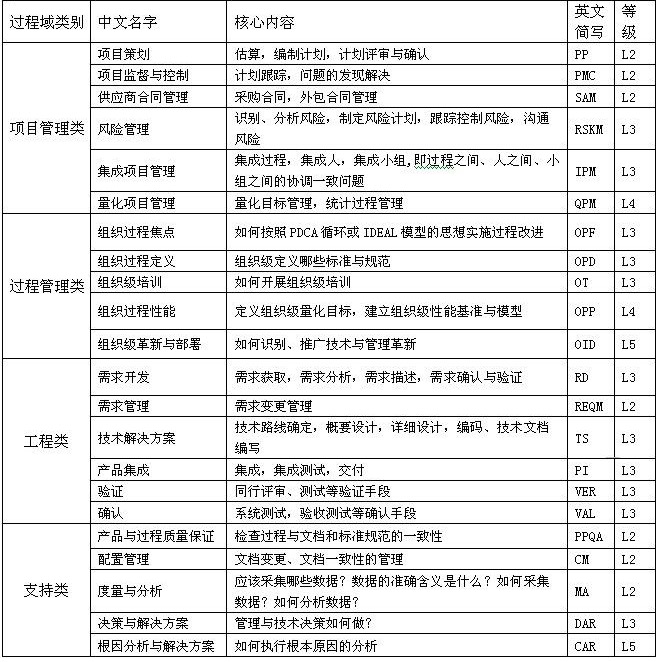 过程域类别 中文名字 核心内容 英文简写 等级
项目管理类
项目策划 估算，编制计划，计划评审与确认 PP L2
项目监督与控制 计划跟踪，问题的发现解决 PMC L2
供应商合同管理 采购合同，外包合同管理 SAM L2
风险管理 识别、分析风险，制定风险计划，跟踪控制风险，沟通
风险 RSKM L3
集成项目管理 集成过程，集成人，集成小组,即过程之间、人之间、小
组之间的协调一致问题 IPM L3
量化项目管理 量化目标管理，统计过程管理 QPM L4
过程管理类
组织过程焦点 如何按照PDCA循环或IDEAL模型的思想实施过程改进 OPF L3
组织过程定义 组织级定义哪些标准与规范 OPD L3
组织级培训 如何开展组织级培训 OT L3
组织过程性能 定义组织级量化目标，建立组织级性能基准与模型 OPP L4
组织级革新与部署 如何识别、推广技术与管理革新 OID L5
工程类
需求开发 需求获取，需求分析，需求描述，需求确认与验证 RD L3
需求管理 需求变更管理 REQM L2
技术解决方案 技术路线确定，概要设计，详细设计，编码、技术文档
编写 TS L3
产品集成 集成，集成测试，交付 PI L3
验证 同行评审、测试等验证手段 VER L3
确认 系统测试，验收测试等确认手段 VAL L3
支持类
产品与过程质量保证 检查过程与文档和标准规范的一致性 PPQA L2
配置管理 文档变更、文档一致性的管理 CM L2
度量与分析 应该采集哪些数据？数据的准确含义是什么？如何采集
数据？如何分析数据？ MA L2
决策与解决方案 管理与技术决策如何做？ DAR L3
根因分析与解决方案 如何执行根本原因的分析 CAR L5